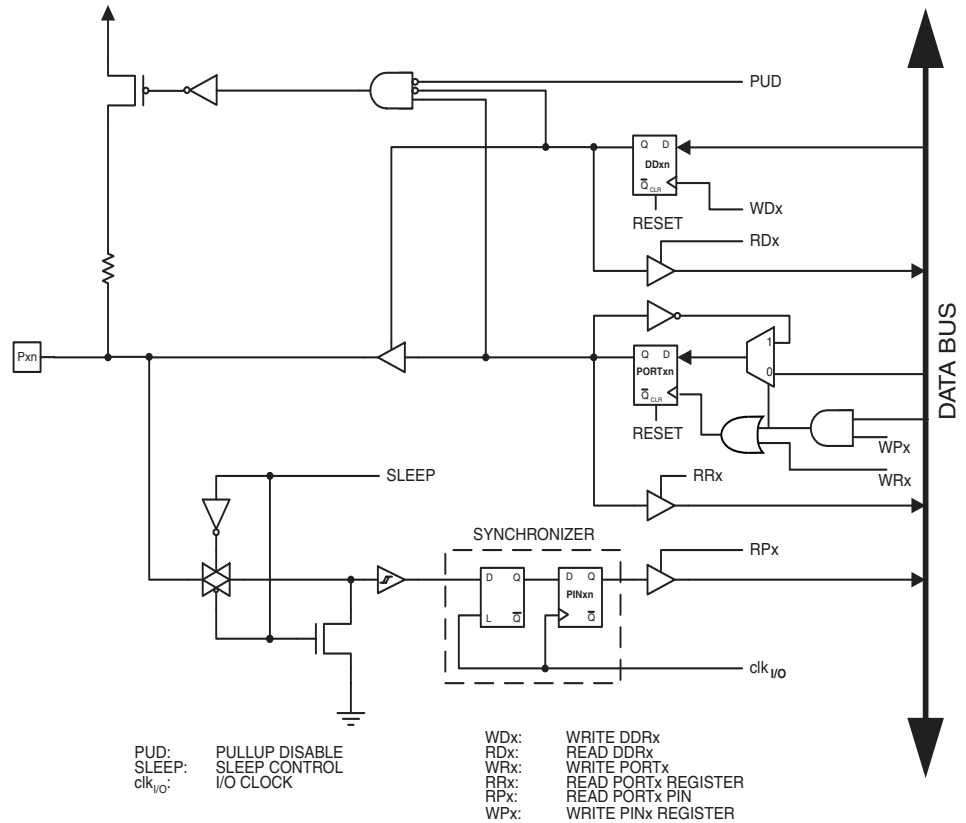 PUD
Q D
DDxn
Q CLR
WDx
RESET
RDx
Pxn
1
Q D
PORTxn
0
Q CLR
RESET
WPx
WRx
DATA BUS
SLEEP
RRx
SYNCHRONIZER
RPx
D Q
D Q
PINxn
L Q
Q
clk I/O
PUD: PULLUP DISABLE
SLEEP: SLEEP CONTROL
clkI/O: I/O CLOCK
WDx: WRITE DDRx
RDx: READ DDRx
WRx: WRITE PORTx
RRx: READ PORTx REGISTER
RPx: READ PORTx PIN
WPx: WRITE PINx REGISTER